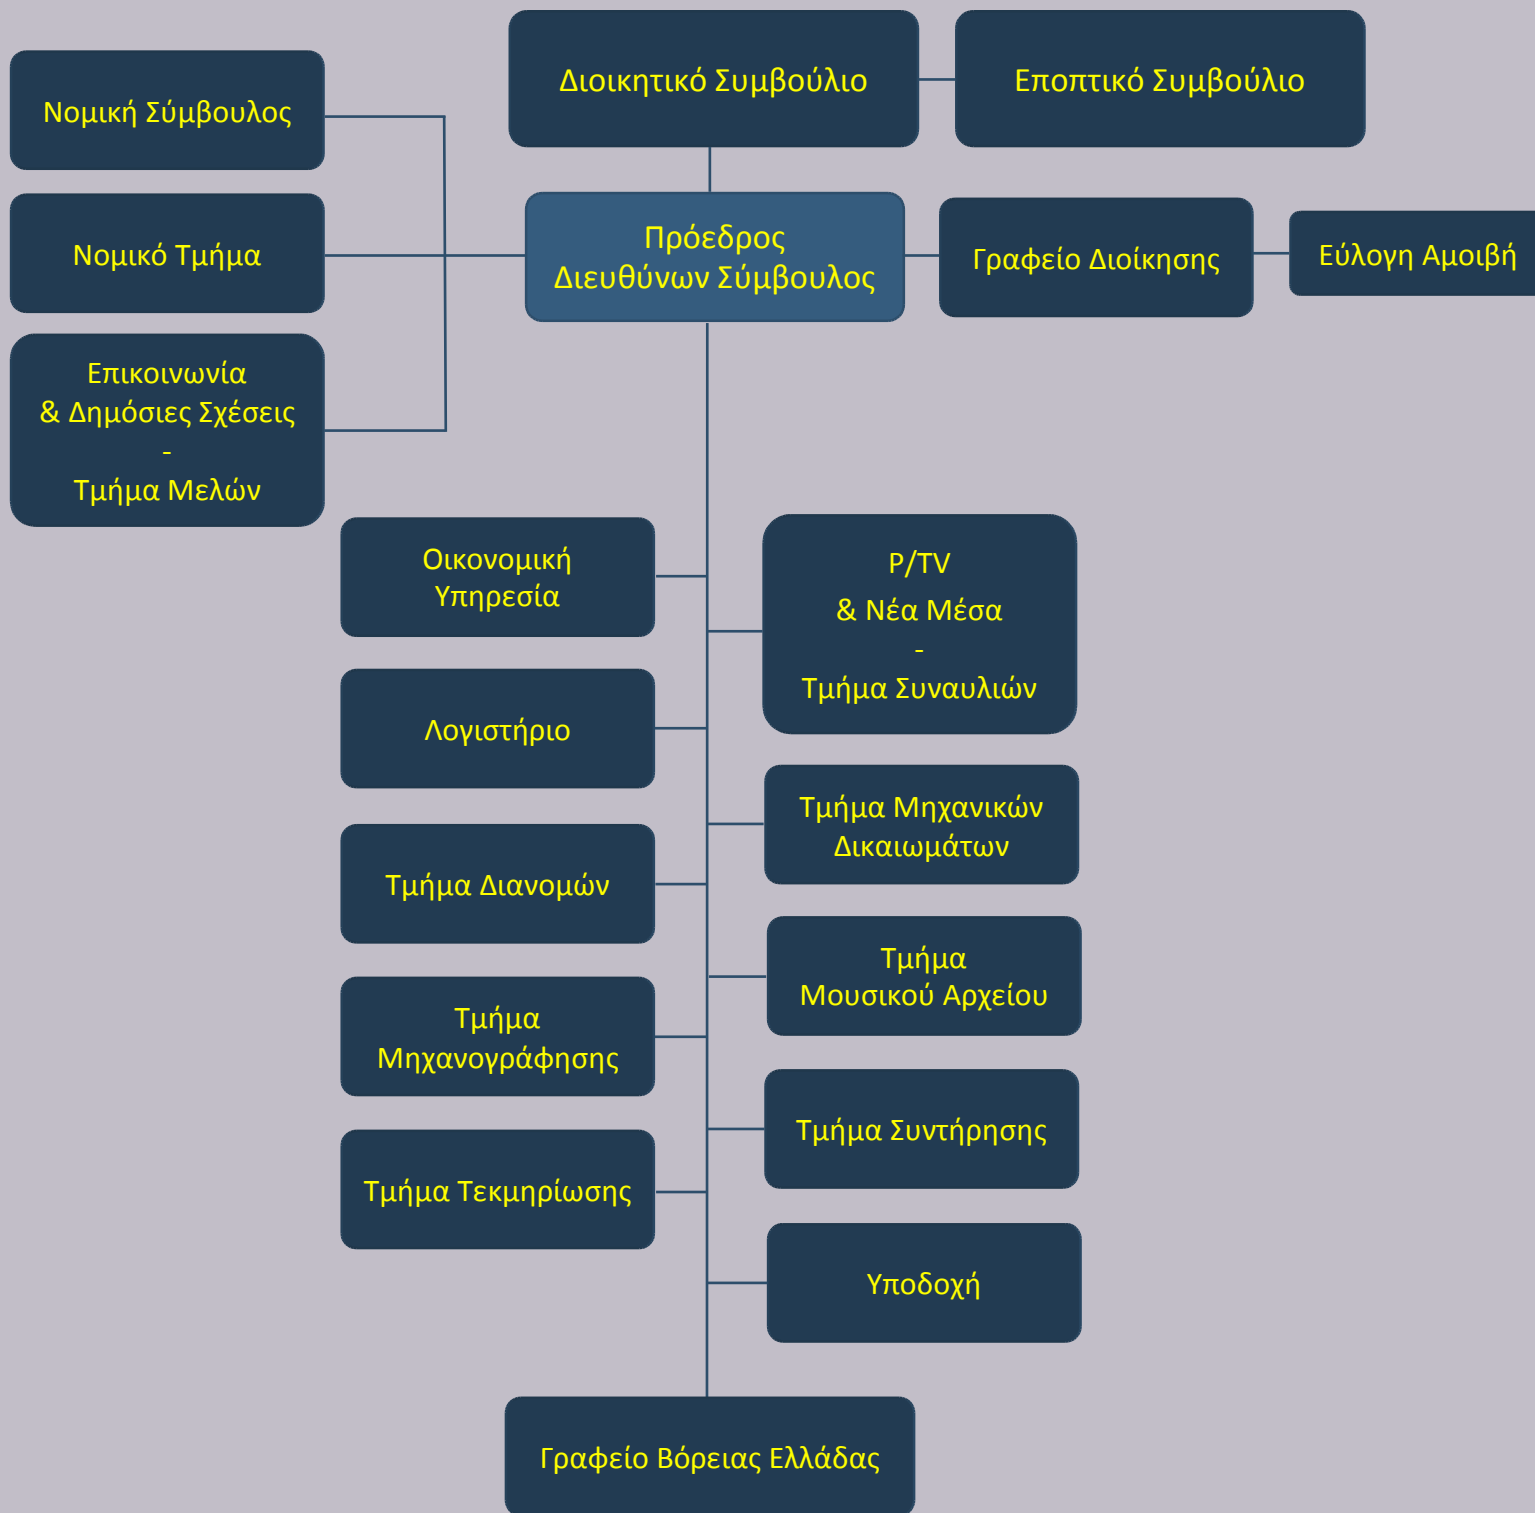 Διοικητικό Συμβούλιο
Εποπτικό Συμβούλιο
Νομική Σύμβουλος
Νομικό Τμήμα
Επικοινωνία
& Δημόσιες Σχέσεις
-
Τμήμα Μελών
Πρόεδρος
Διευθύνων Σύμβουλος
Γραφείο Διοίκησης
Εύλογη Αμοιβή
Οικονομική
Υπηρεσία
Λογιστήριο
Τμήμα Διανομών
Τμήμα
Μηχανογράφησης
Τμήμα Τεκμηρίωσης
Ρ/TV
& Νέα Μέσα
-
Τμήμα Συναυλιών
Τμήμα Μηχανικών
Δικαιωμάτων
Τμήμα
Μουσικού Αρχείου
Τμήμα Συντήρησης
Υποδοχή
Γραφείο Βόρειας Ελλάδας